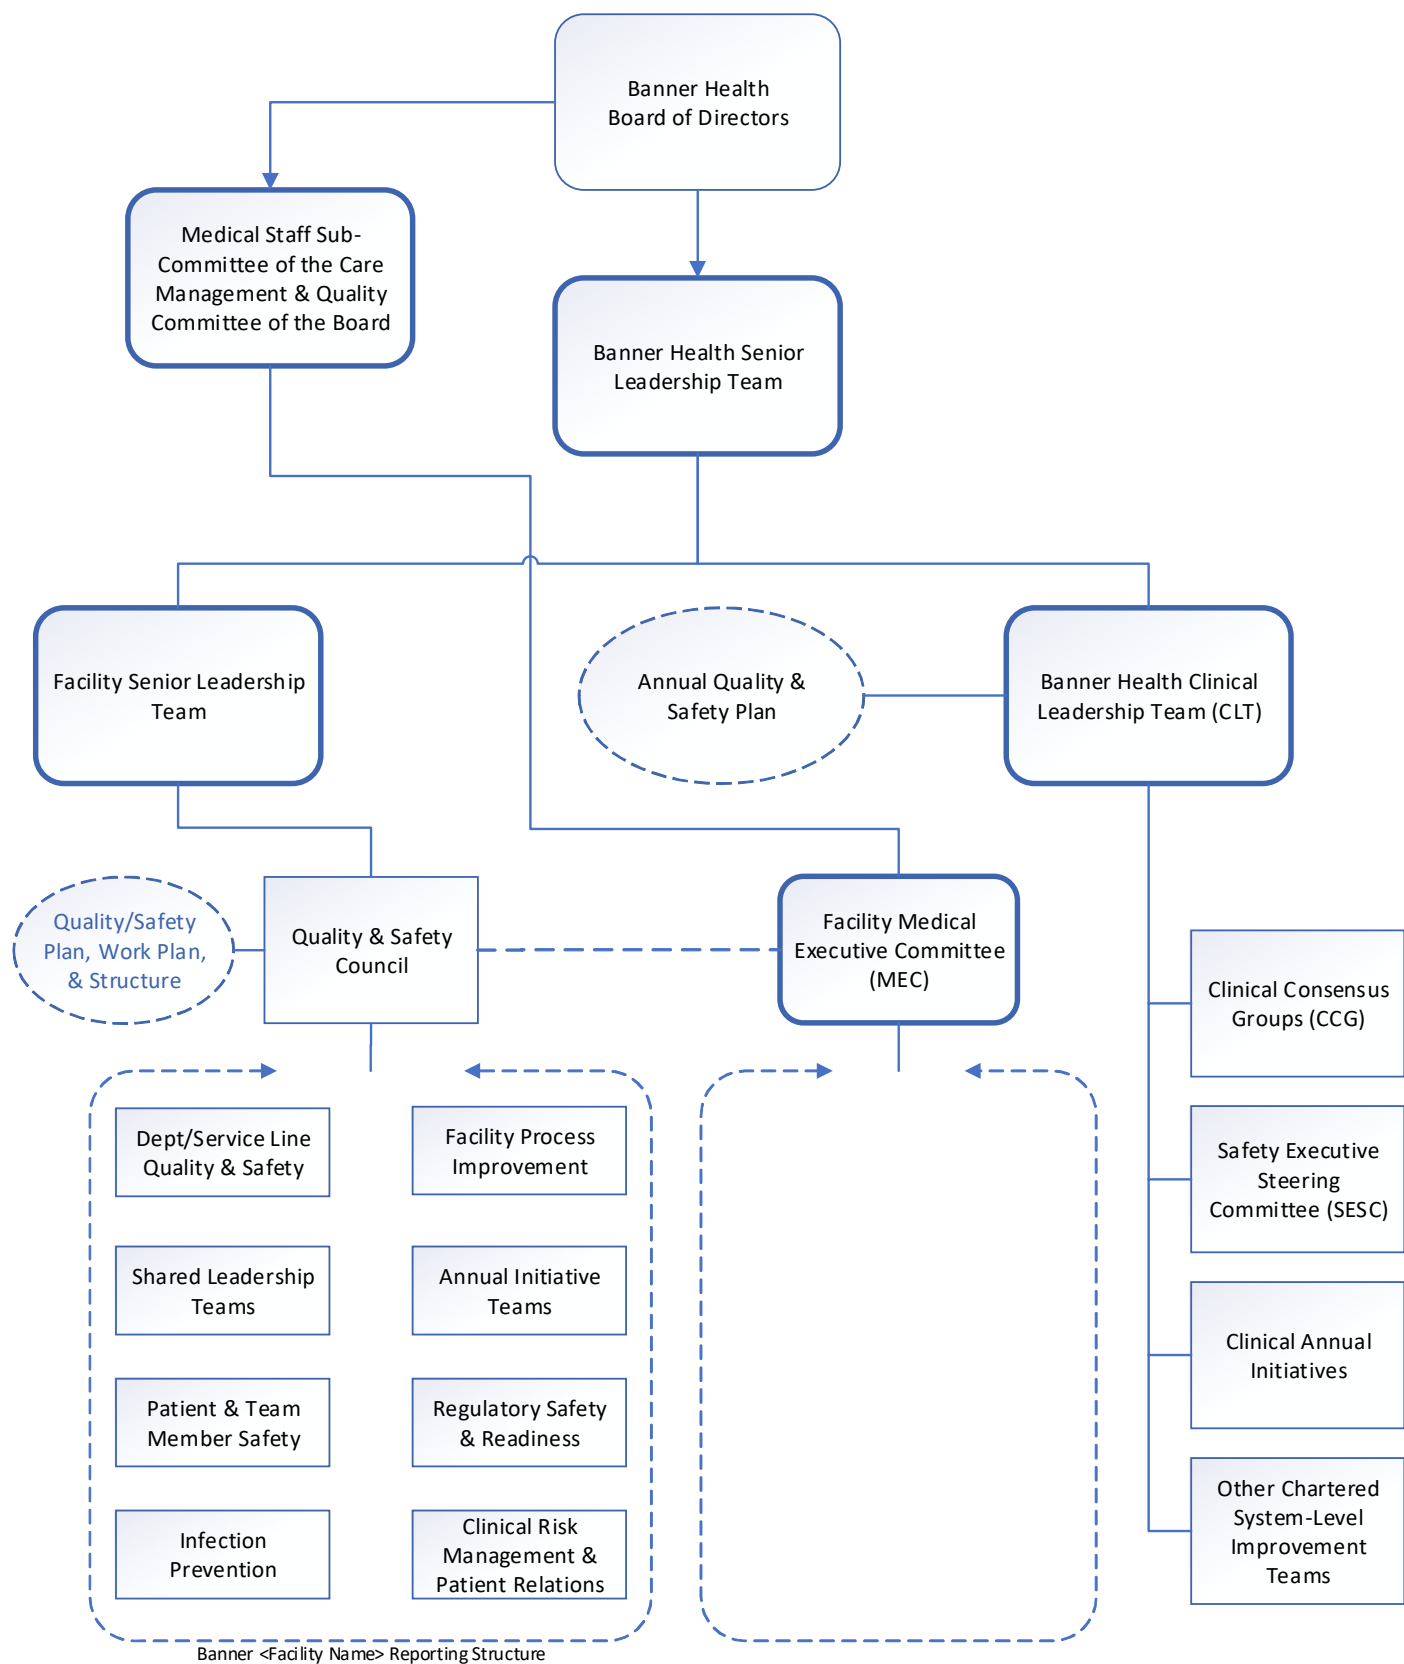 Banner Health
Board of Directors
Medical Staff Sub-
Committee of the Care
Management & Quality
Committee of the Board
Banner Health Senior
Leadership Team
Facility Senior Leadership
Team
Annual Quality &
Safety Plan
Banner Health Clinical
Leadership Team (CLT)
Quality/Safety
Plan, Work Plan,
& Structure
Quality & Safety
Council
Facility Medical
Executive Committee
(MEC)
Clinical Consensus
Groups (CCG)
Safety Executive
Steering
Committee (SESC)
Clinical Annual
Initiatives
Other Chartered
System-Level
Improvement
Teams
Dept/Service Line
Quality & Safety
Facility Process
Improvement
Shared Leadership
Teams
Annual Initiative
Teams
Patient & Team
Member Safety
Regulatory Safety
& Readiness
Infection
Prevention
Clinical Risk
Management &
Patient Relations
Banner <Facility Name> Reporting Structure